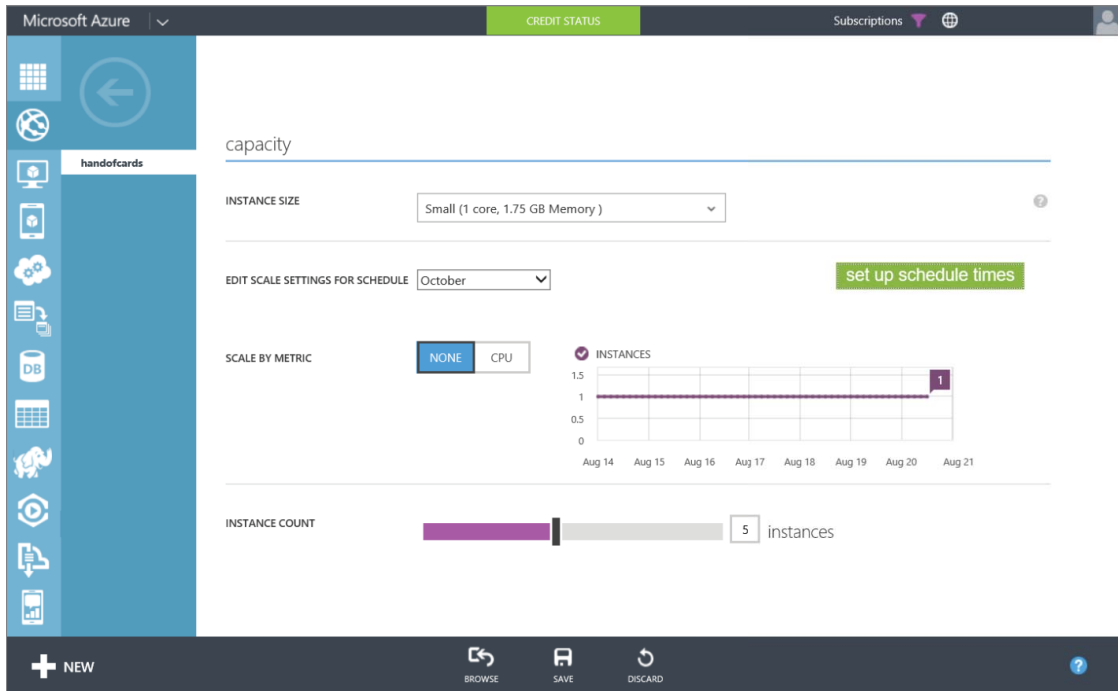 Microsoft Azure
CREDIT STATUS
Subscriptions
handofcards
capacity
INSTANCE SIZE
Small (1 core, 1.75 GB Memory )
?
EDIT SCALE SETTINGS FOR SCHEDULE
October
set up schedule times
SCALE BY METRIC
NONE
CPU
INSTANCES
1.5
1
0.5
0
1
Aug 14 Aug 15 Aug 16 Aug 17 Aug 18 Aug 19 Aug 20 Aug 21
DB
INSTANCE COUNT
5 instances
NEW
BROWSE
SAVE
DISCARD
?